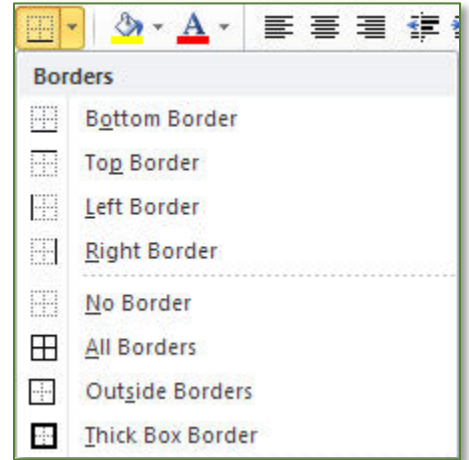 A
Borders
Bottom Border
Top Border
Left Border
Right Border
No Border
All Borders
Outside Borders
Thick Box Border